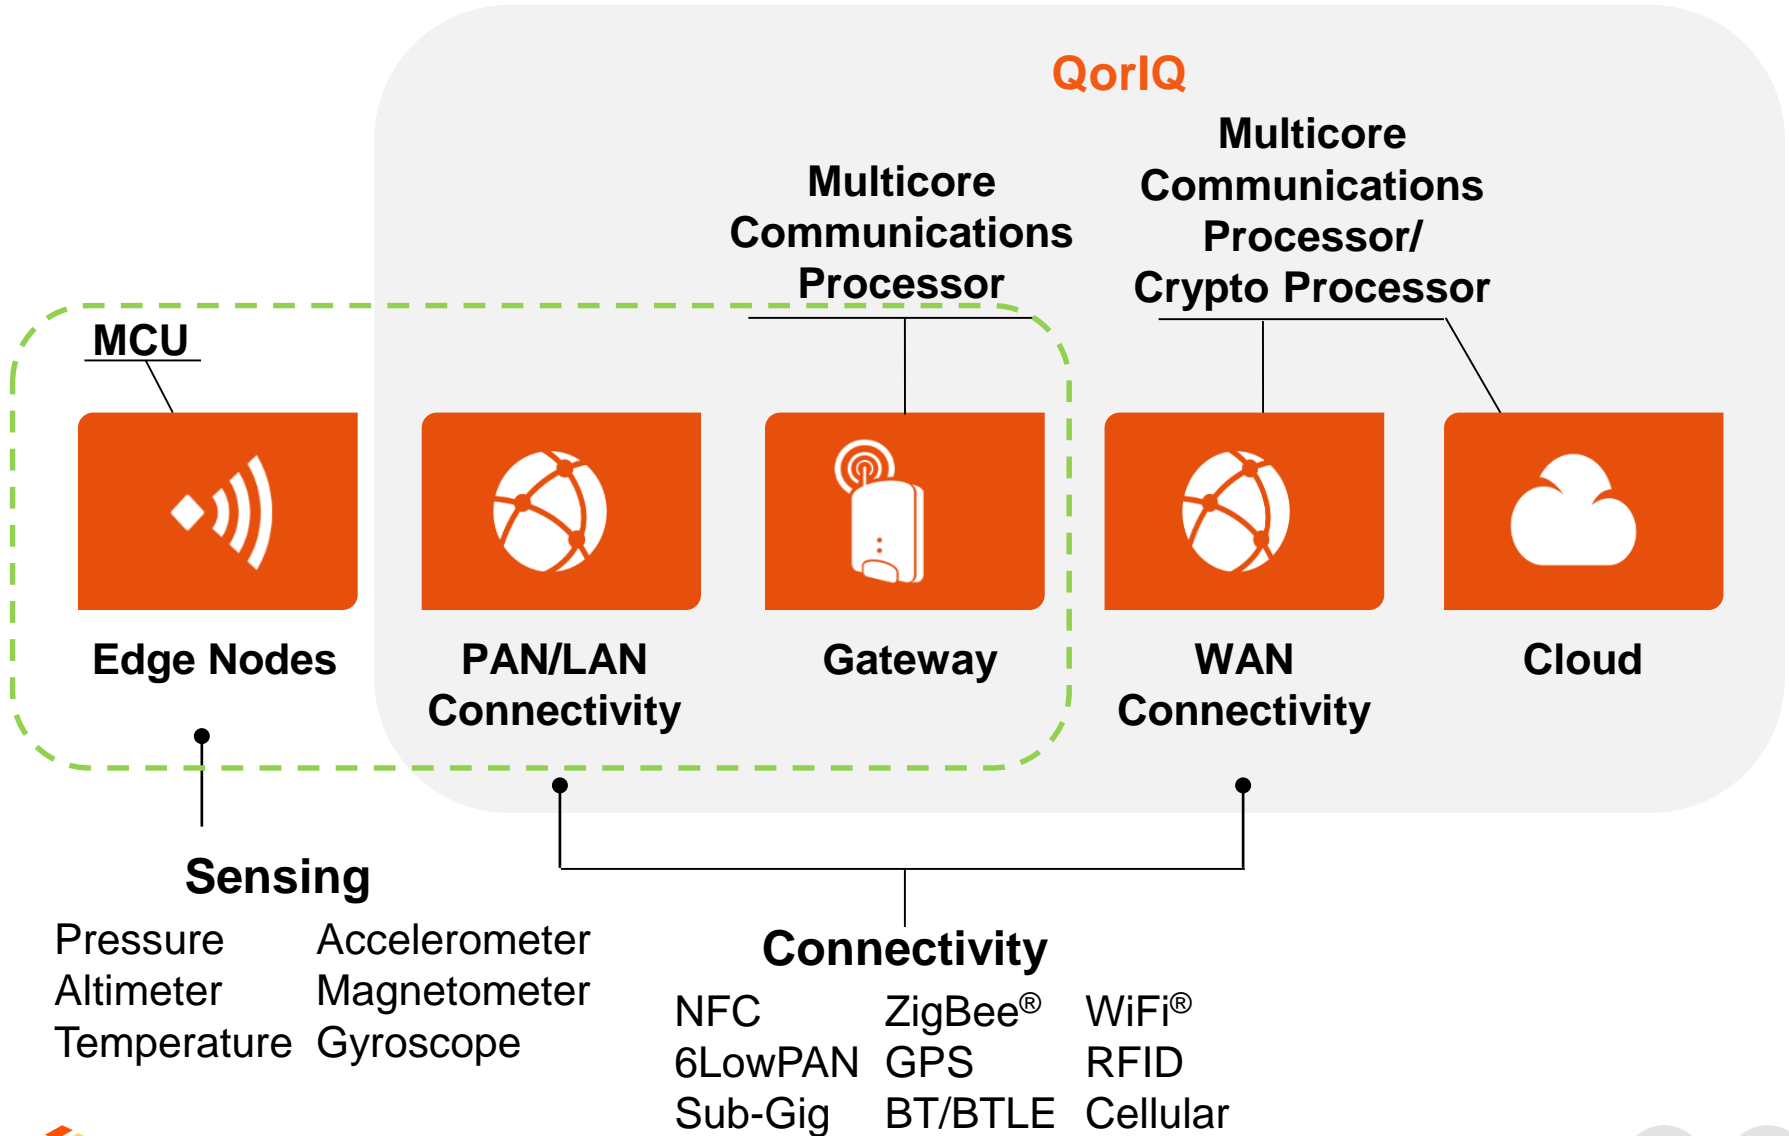 QorIQ
Multicore
Communications
Processor
Multicore
Communications
Processor/
Crypto Processor
MCU
Edge Nodes
PAN/LAN
Connectivity
Gateway
WAN
Connectivity
Cloud
Sensing
Pressure Accelerometer
Altimeter Magnetometer
Temperature Gyroscope
Connectivity
NFC ZigBee® WiFi®
6LowPAN GPS RFID
Sub-Gig BT/BTLE Cellular